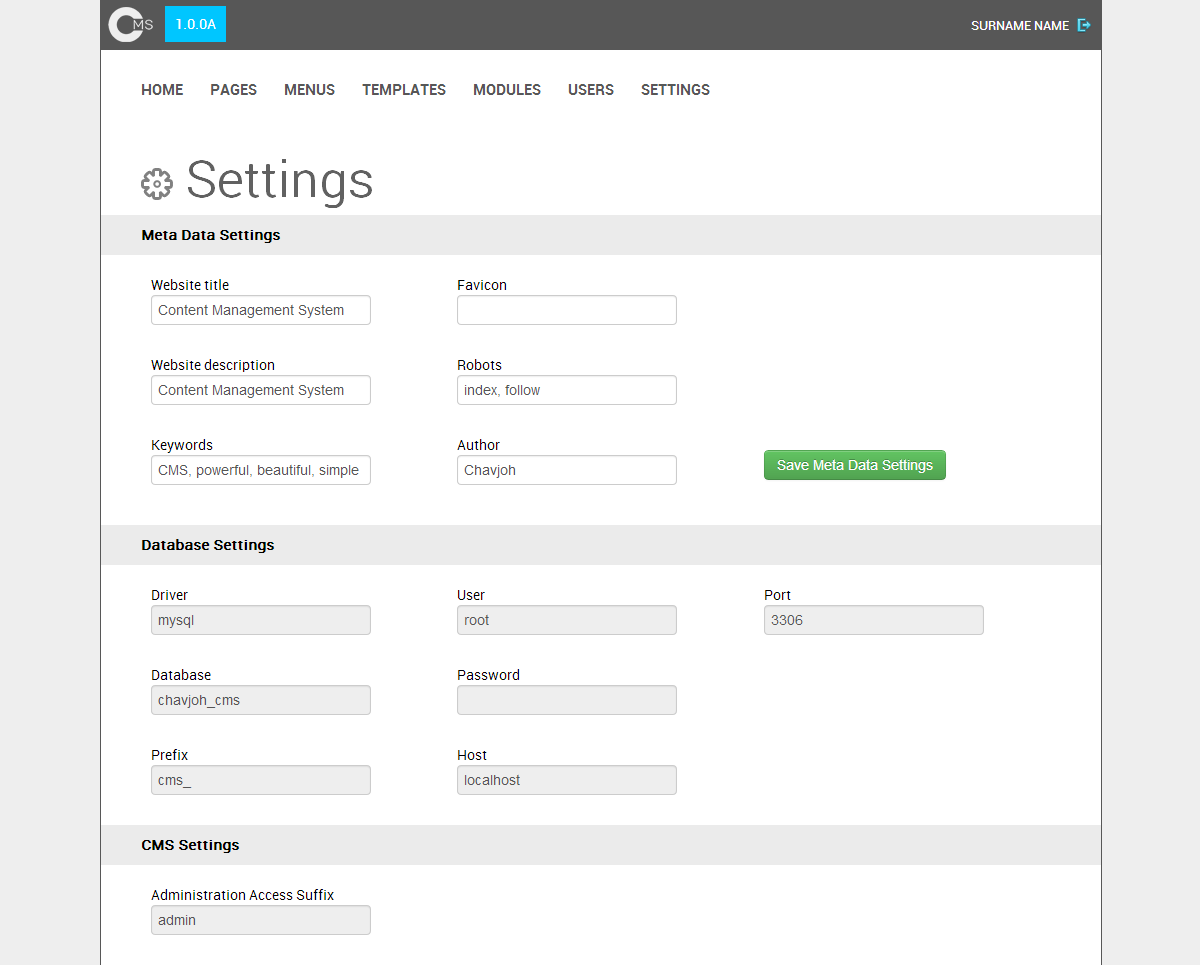 CMS 1.0.0A SURNAME NAME
HOME PAGES MENUS TEMPLATES MODULES USERS SETTINGS
Settings
Meta Data Settings
Website title Favicon
Content Management System
Website description Robots
Content Management System index, follow
Keywords Author
CMS, powerful, beautiful, simple Chavjoh Save Meta Data Settings
Database Settings
Driver User Port
mysql root 3306
Database Password
chavjoh_cms
Prefix Host
cms_ localhost
CMS Settings
Administration Access Suffix
admin